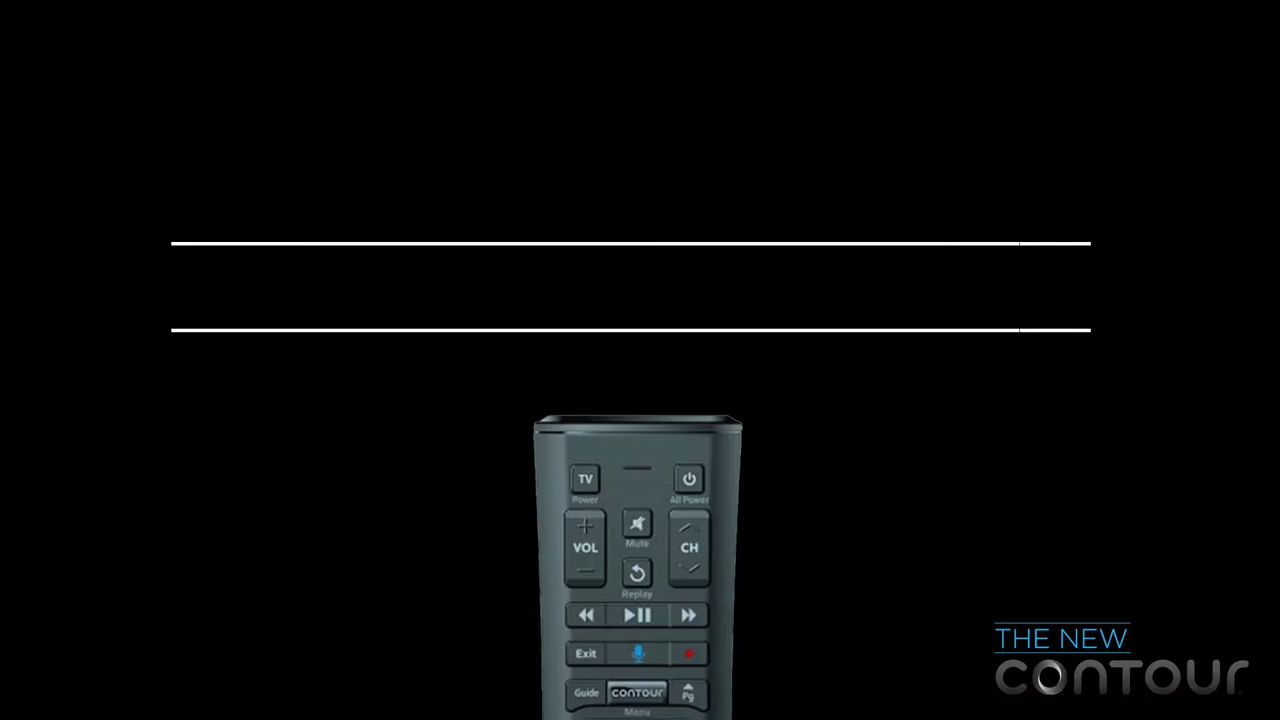 TV
Power
All Power
VOL
Mute
CH
Replay
Exit
Guide
CONTOUR
Pg
Menu
THE NEW
CONTOUR